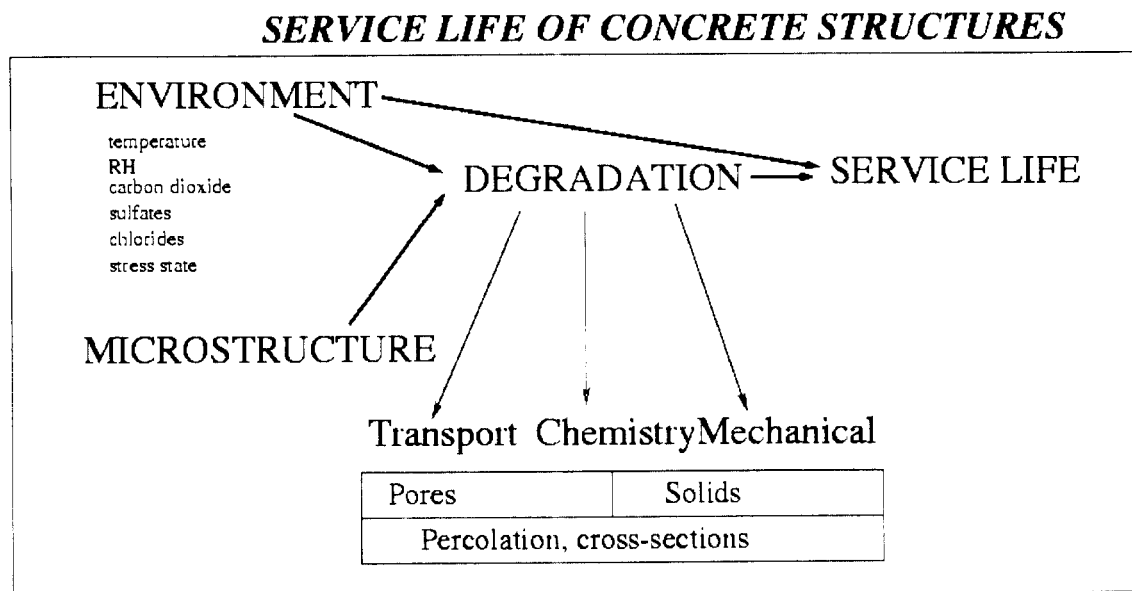 SERVICE LIFE OF CONCRETE STRUCTURES
ENVIRONMENT
temperature
RH
carbon dioxide
sulfates
chlorides
stress state
DEGRADATION
SERVICE LIFE
MICROSTRUCTURE
Transport Chemistry Mechanical
Pores Solids
Percolation, cross-sections